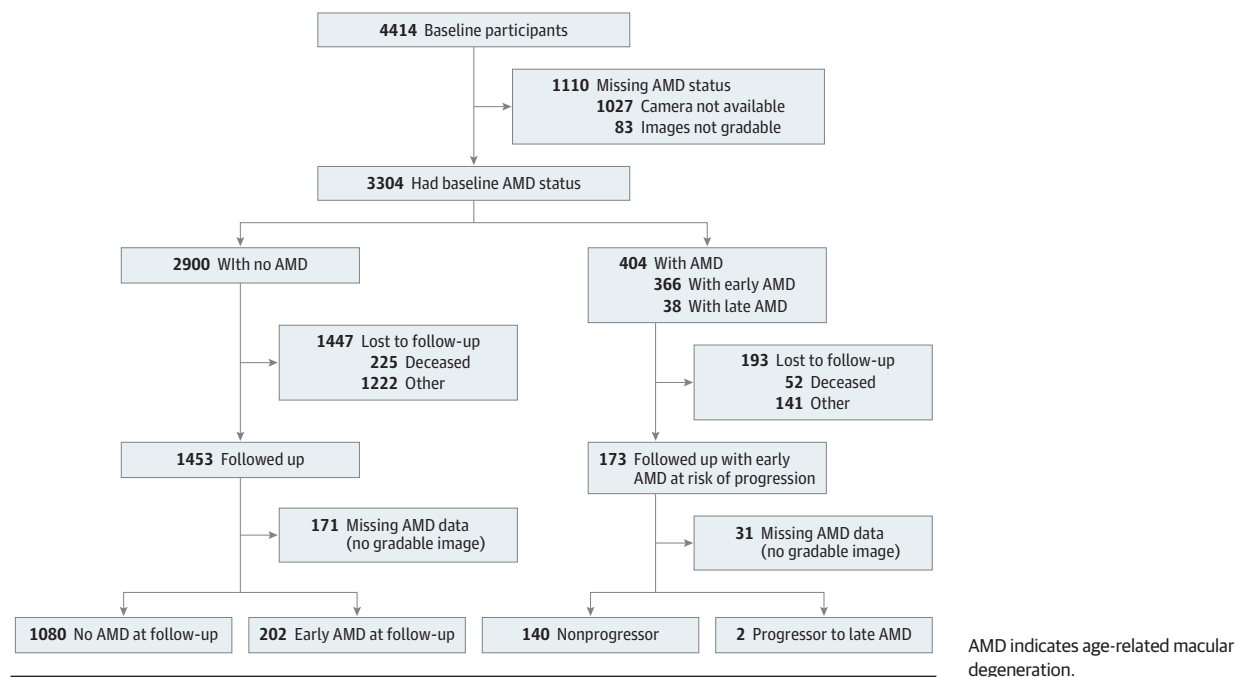 4414 Baseline participants
1110 Missing AMD status
1027 Camera not available
83 Images not gradable
3304 Had baseline AMD status
2900 WIth no AMD
404 With AMD
366 With early AMD
38 With late AMD
1447 Lost to follow-up
225 Deceased
1222 Other
193 Lost to follow-up
52 Deceased
141 Other
1453 Followed up
173 Followed up with early
AMD at risk of progression
171 Missing AMD data
(no gradable image)
31 Missing AMD data
(no gradable image)
1080 No AMD at follow-up
202 Early AMD at follow-up
140 Nonprogressor
2 Progressor to late AMD
AMD indicates age-related macular
degeneration.